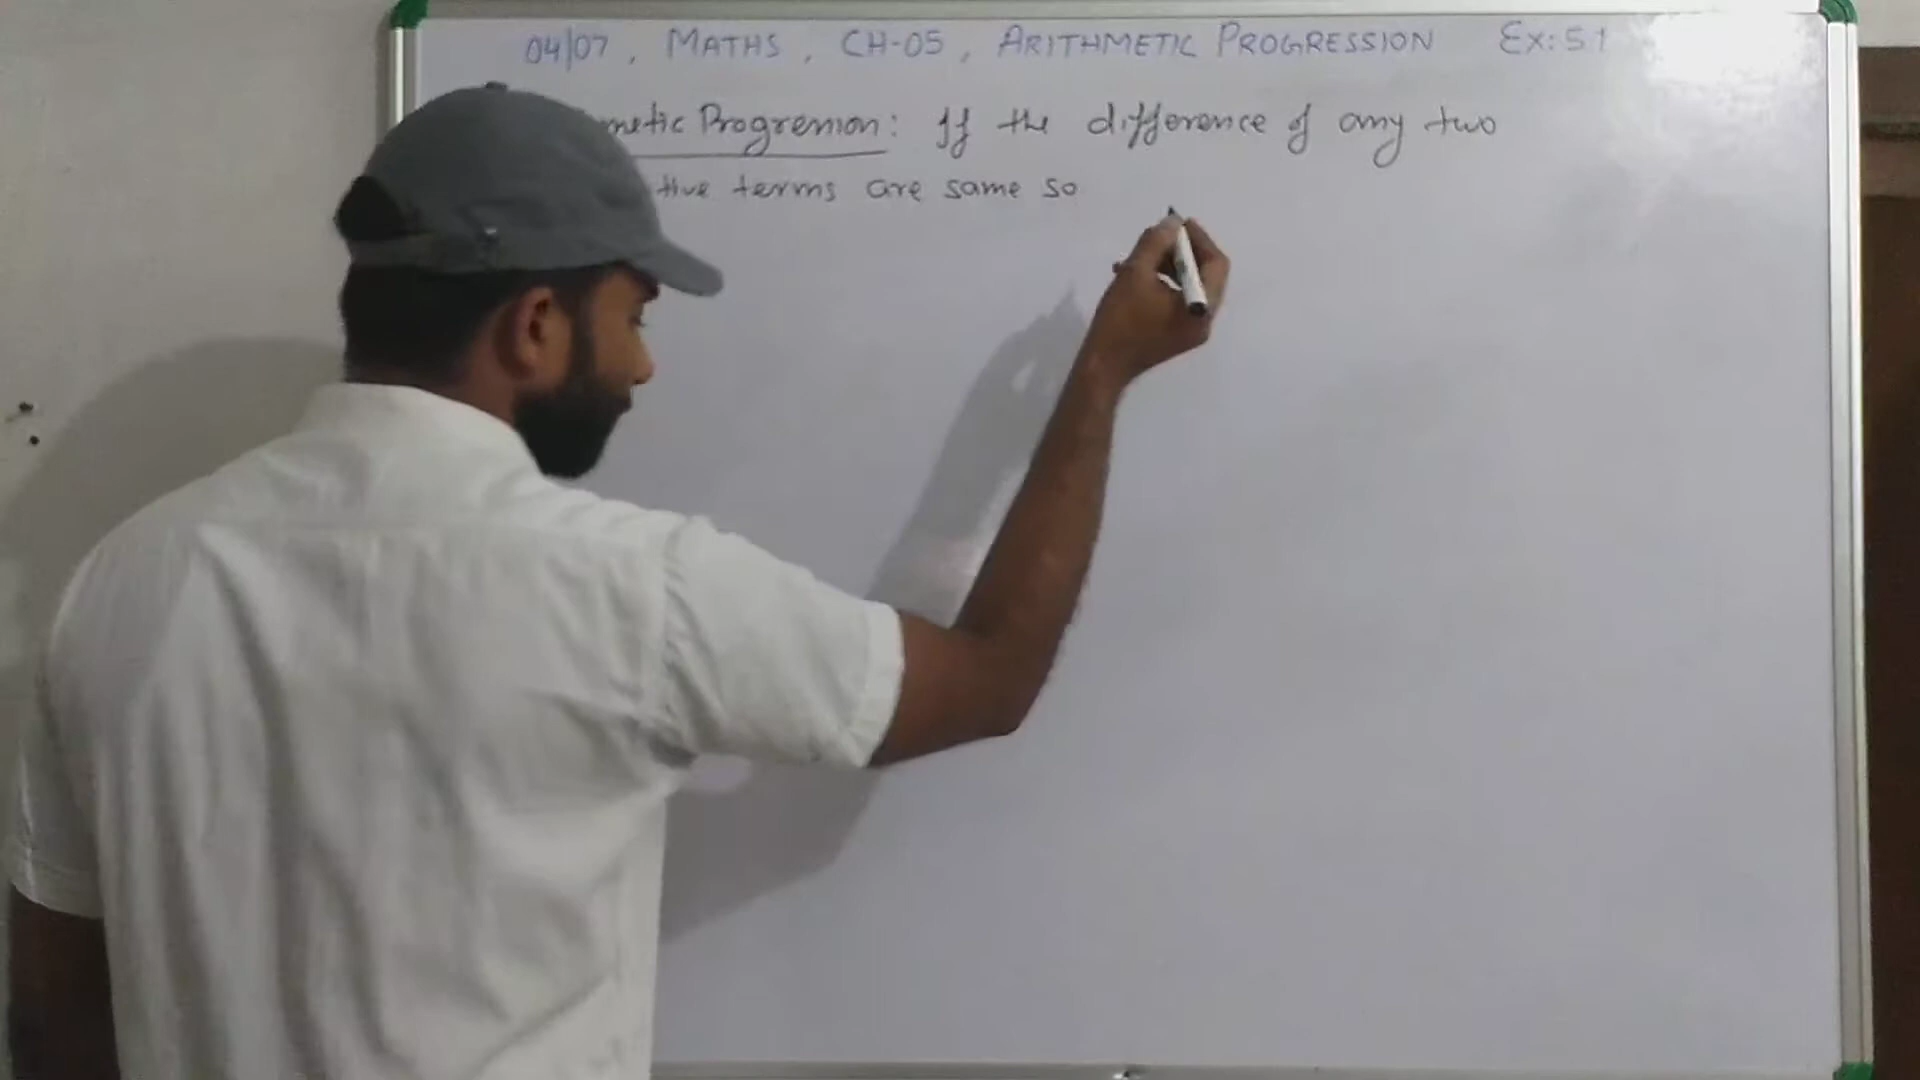 04/07, MATHS, CH-05, ARITHMETIC PROGRESSION Ex: 5.1
metic Progression: If the difference of any two
tive terms are same so